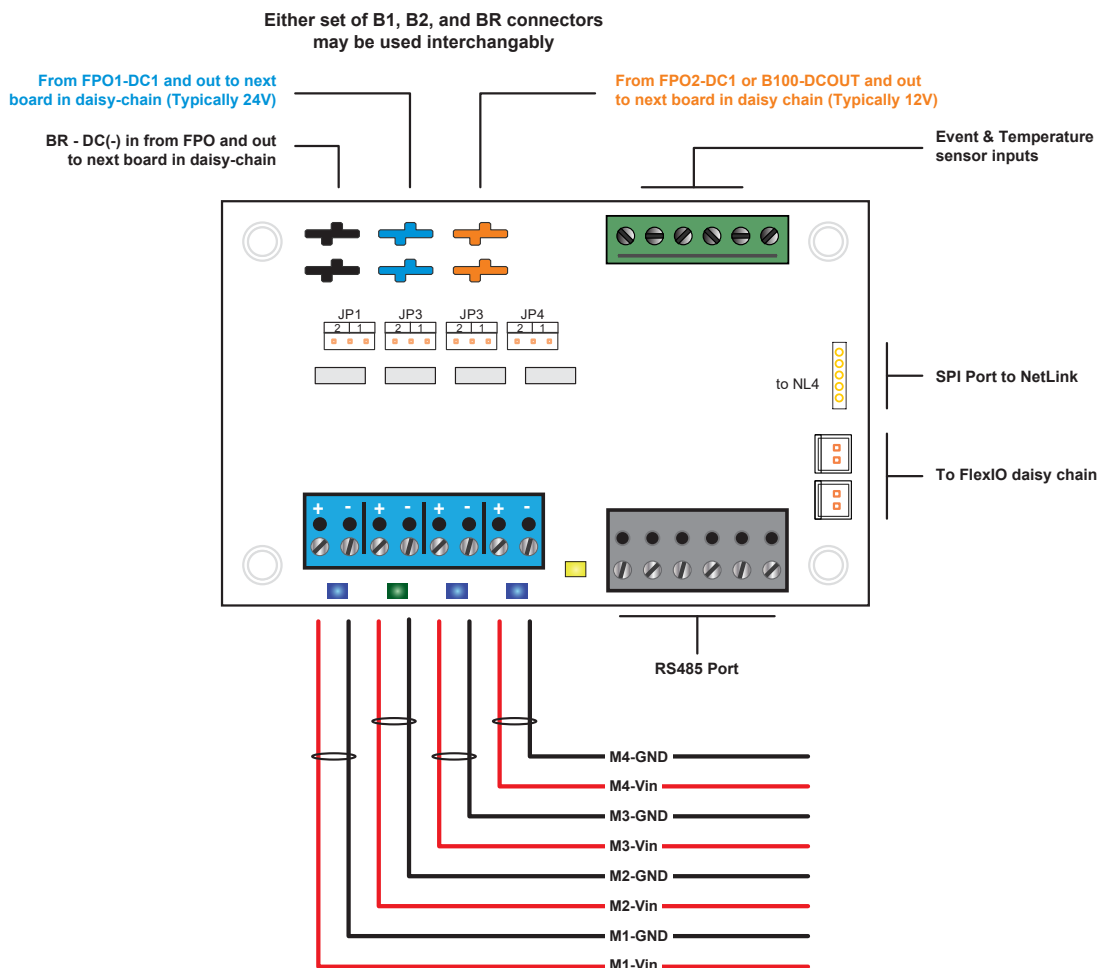 Either set of B1, B2, and BR connectors
may be used interchangably
From FPO1-DC1 and out to next
board in daisy-chain (Typically 24V)
From FPO2-DC1 or B100-DCOUT and out
to next board in daisy chain (Typically 12V)
BR - DC(-) in from FPO and out
to next board in daisy-chain
Event & Temperature
sensor inputs
JP1 JP3 JP3 JP4
2 1 2 1 2 1 2 1
to NL4
SPI Port to NetLink
To FlexIO daisy chain
+ - + - + - + -
RS485 Port
M4-GND
M4-Vin
M3-GND
M3-Vin
M2-GND
M2-Vin
M1-GND
M1-Vin